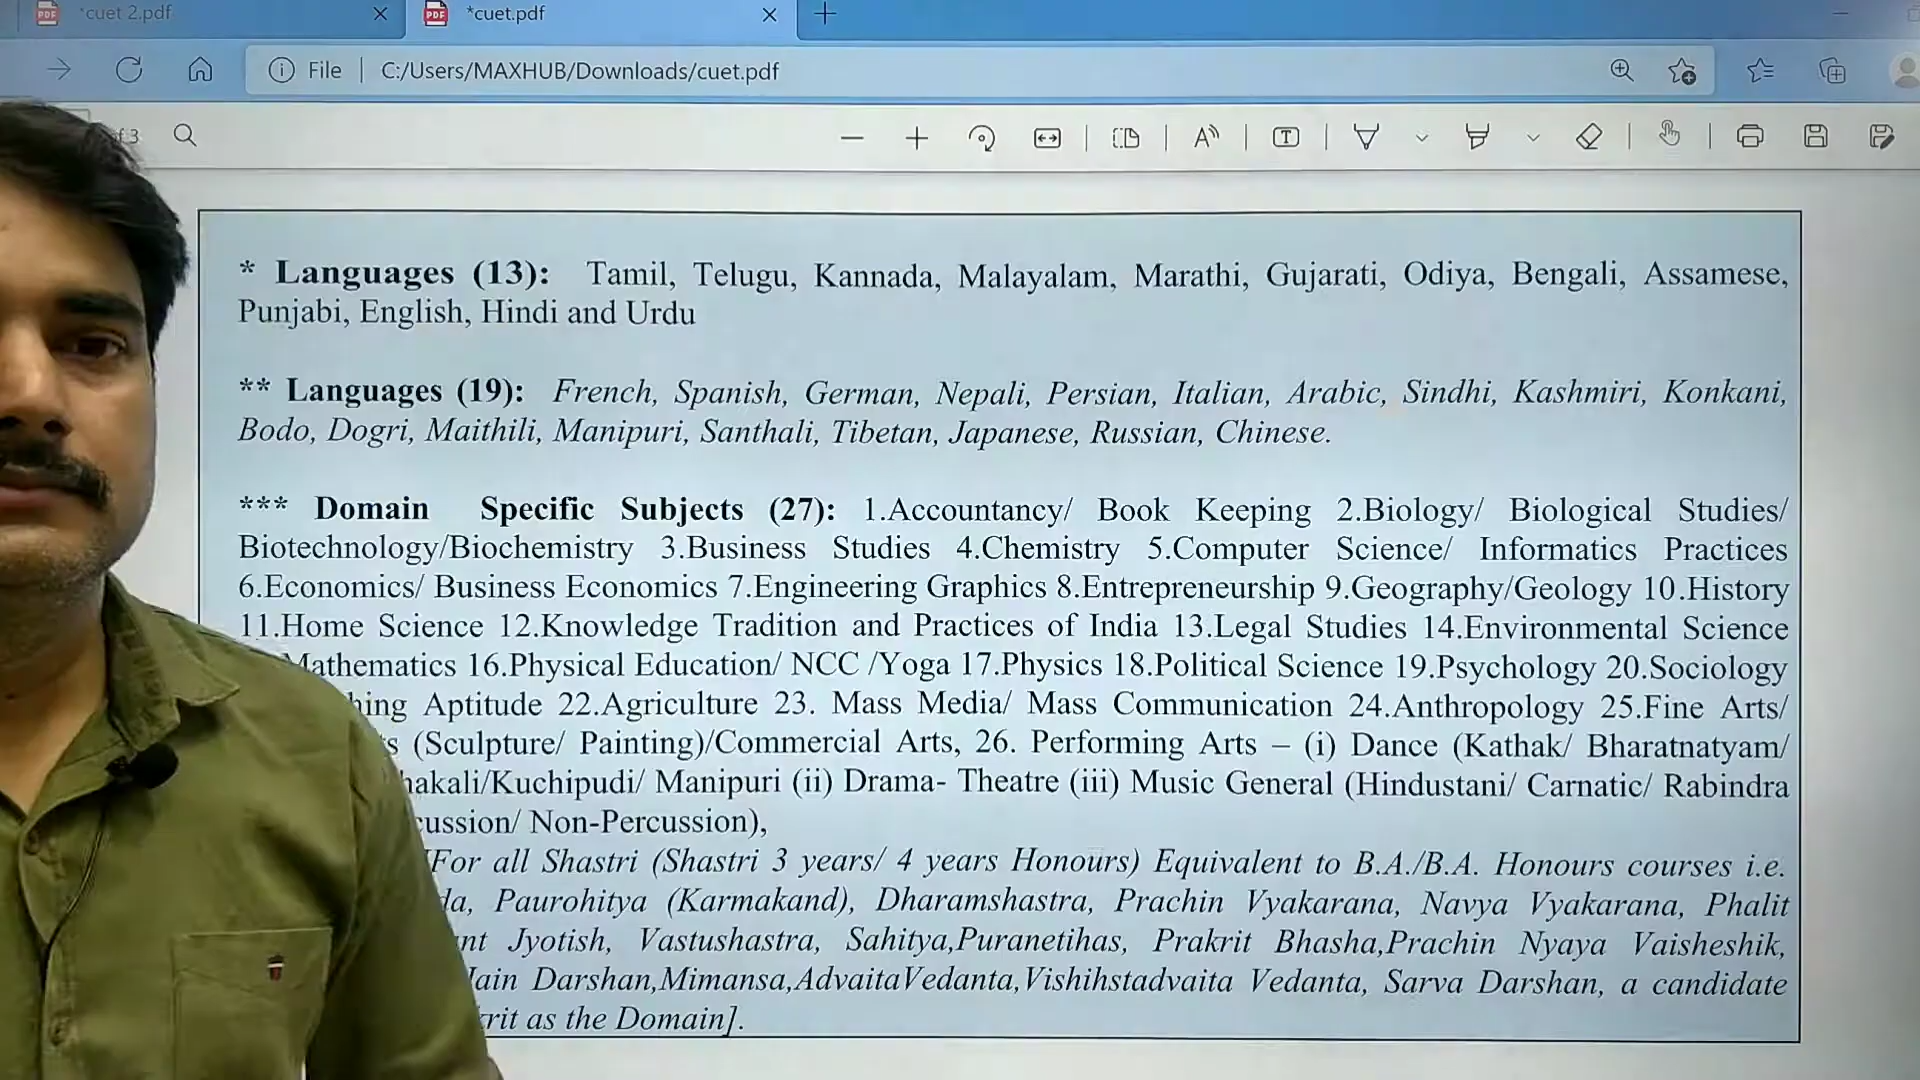 *cuet 2.pdf
*cuet.pdf
File
C:/Users/MAXHUB/Downloads/cuet.pdf
of 3
* Languages (13): Tamil, Telugu, Kannada, Malayalam, Marathi, Gujarati, Odiya, Bengali, Assamese,
Punjabi, English, Hindi and Urdu
** Languages (19): French, Spanish, German, Nepali, Persian, Italian, Arabic, Sindhi, Kashmiri, Konkani,
Bodo, Dogri, Maithili, Manipuri, Santhali, Tibetan, Japanese, Russian, Chinese.
*** Domain Specific Subjects (27): 1.Accountancy/ Book Keeping 2.Biology/ Biological Studies/
Biotechnology/Biochemistry 3.Business Studies 4.Chemistry 5.Computer Science/ Informatics Practices
6.Economics/ Business Economics 7.Engineering Graphics 8.Entrepreneurship 9.Geography/Geology 10.History
11.Home Science 12.Knowledge Tradition and Practices of India 13.Legal Studies 14.Environmental Science
Mathematics 16.Physical Education/ NCC /Yoga 17.Physics 18.Political Science 19.Psychology 20.Sociology
Aptitude 22.Agriculture 23. Mass Media/ Mass Communication 24.Anthropology 25.Fine Arts/
(Sculpture/ Painting)/Commercial Arts, 26. Performing Arts – (i) Dance (Kathak/ Bharatnatyam/
/Kuchipudi/ Manipuri (ii) Drama- Theatre (iii) Music General (Hindustani/ Carnatic/ Rabindra
/ Non-Percussion),
[For all Shastri (Shastri 3 years/ 4 years Honours) Equivalent to B.A./B.A. Honours courses i.e.
Paurohitya (Karmakand), Dharamshastra, Prachin Vyakarana, Navya Vyakarana, Phalit
Jyotish, Vastushastra, Sahitya,Puranetihas, Prakrit Bhasha,Prachin Nyaya Vaisheshik,
Jain Darshan,Mimansa,AdvaitaVedanta,Vishihstadvaita Vedanta, Sarva Darshan, a candidate
as the Domain].